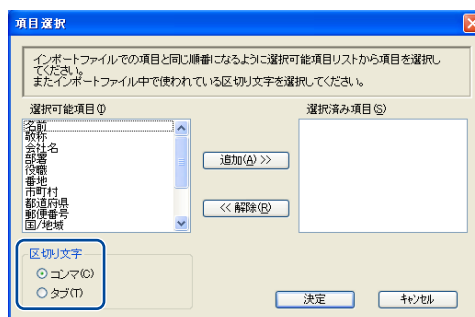 項目選択
インポートファイルでの項目と同じ順番になるように選択可能項目リストから項目を選択し
てください。
またインポートファイル中で使われている区切り文字を選択してください。
選択可能項目(I)
名前
敬称
会社名
部署
役職
番地
市町村
都道府県
郵便番号
国/地域
追加(A) >>
<< 解除(R)
選択済み項目(S)
区切り文字
コンマ(C)
タブ(T)
決定
キャンセル